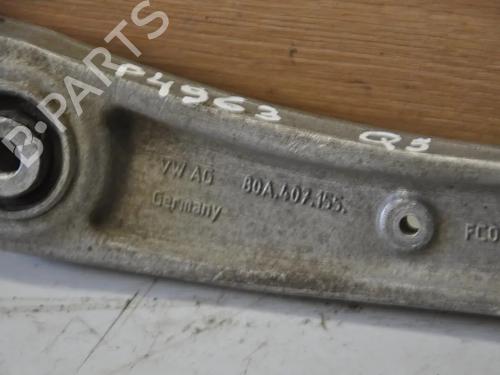 B-PARTS
P4963
Q5
VW AG 80A.407.155.
Germany
FCO